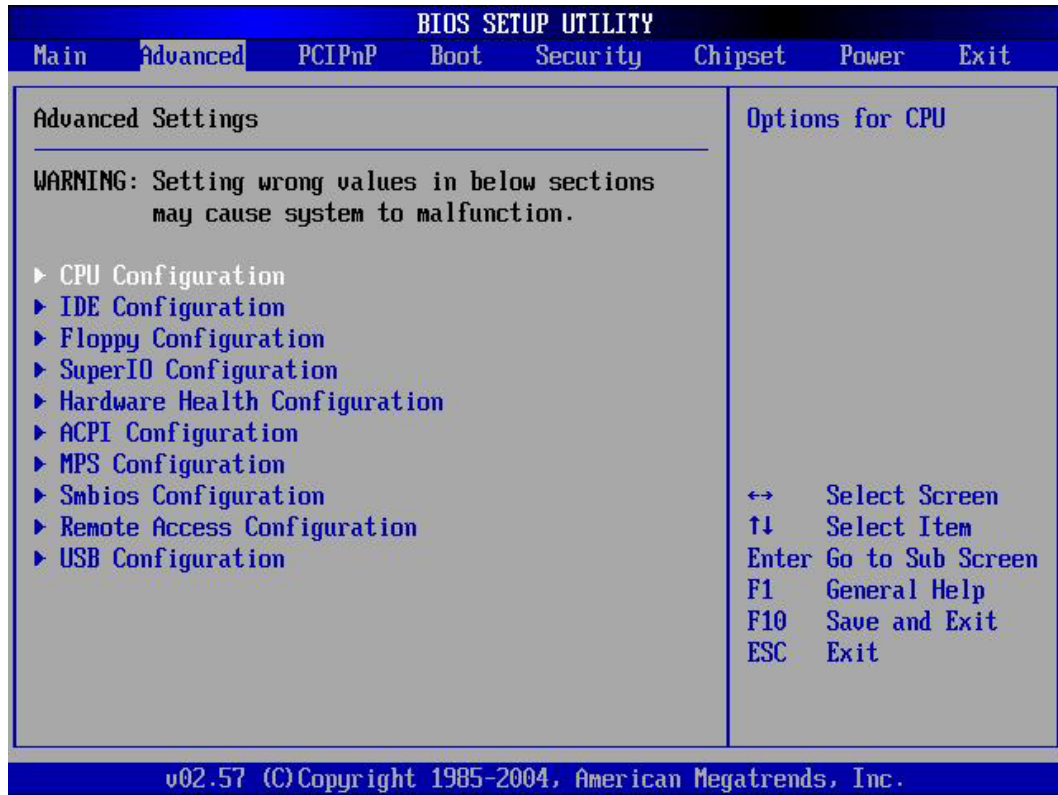 BIOS SETUP UTILITY
Main Advanced PCIPnP Boot Security Chipset Power Exit
Advanced Settings
WARNING: Setting wrong values in below sections
may cause system to malfunction.
CPU Configuration
IDE Configuration
Floppy Configuration
SuperIO Configuration
Hardware Health Configuration
ACPI Configuration
MPS Configuration
Smbios Configuration
Remote Access Configuration
USB Configuration
Options for CPU
↔ Select Screen
↑↓ Select Item
Enter Go to Sub Screen
F1 General Help
F10 Save and Exit
ESC Exit
v02.57 (C)Copyright 1985-2004, American Megatrends, Inc.